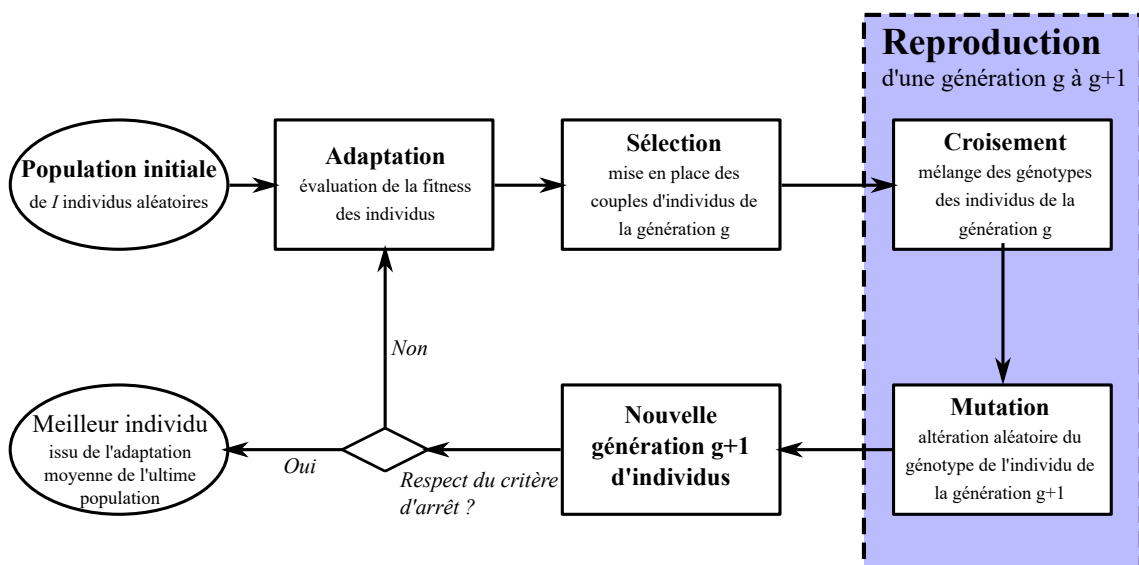 Reproduction
d'une génération g à g+1
Population initiale
de I individus aléatoires
Adaptation
évaluation de la fitness
des individus
Sélection
mise en place des
couples d'individus de
la génération g
Croisement
mélange des génotypes
des individus de la
génération g
Non
Meilleur individu
issu de l'adaptation
moyenne de l'ultime
population
Oui
Respect du critère
d'arrêt ?
Nouvelle
génération g+1
d'individus
Mutation
altération aléatoire du
génotype de l'individu de
la génération g+1